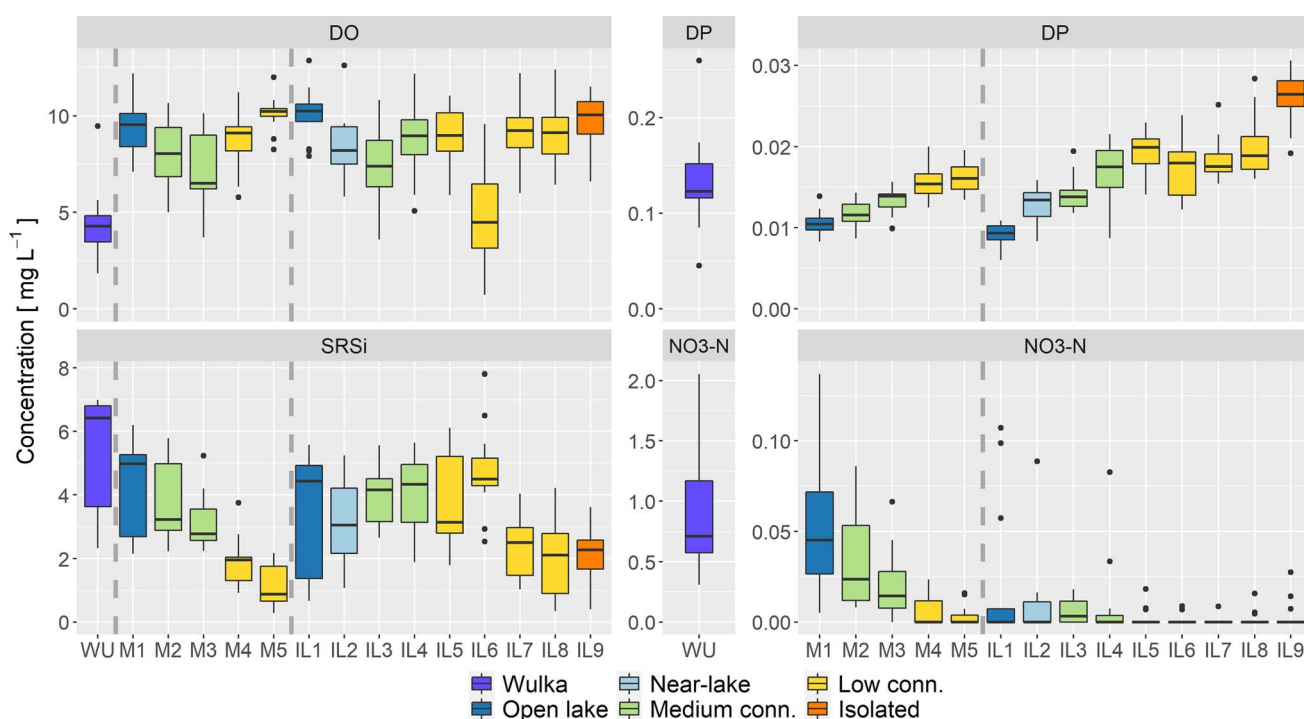 DO
DP
DP
10
5
0
0.2
0.1
0.0
0.03
0.02
0.01
0.00
Concentration [ mg L⁻¹ ]
SRSi
NO3-N
NO3-N
8
6
4
2
0
2.0
1.5
1.0
0.5
0.0
0.10
0.05
0.00
WU M1 M2 M3 M4 M5 IL1 IL2 IL3 IL4 IL5 IL6 IL7 IL8 IL9
WU
M1 M2 M3 M4 M5 IL1 IL2 IL3 IL4 IL5 IL6 IL7 IL8 IL9
Wulka Near-lake Low conn.
Open lake Medium conn. Isolated